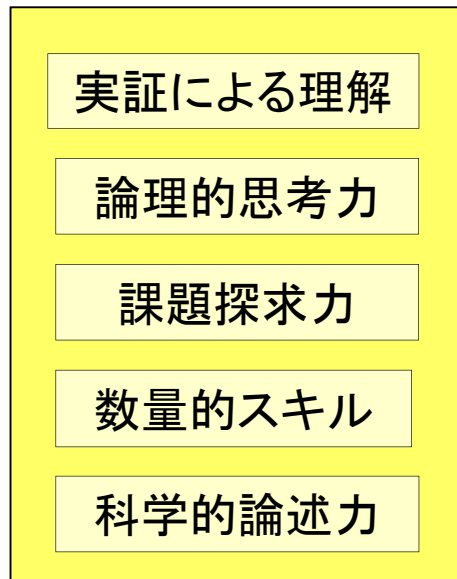 実証による理解
論理的思考力
課題探求力
数量的スキル
科学的論述力